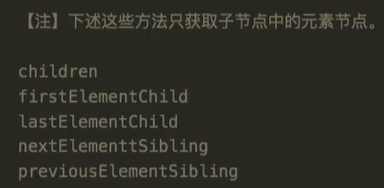 【注】下述这些方法只获取子节点中的元素节点。
children
firstElementChild
lastElementChild
nextElementtSibling
previousElementSibling